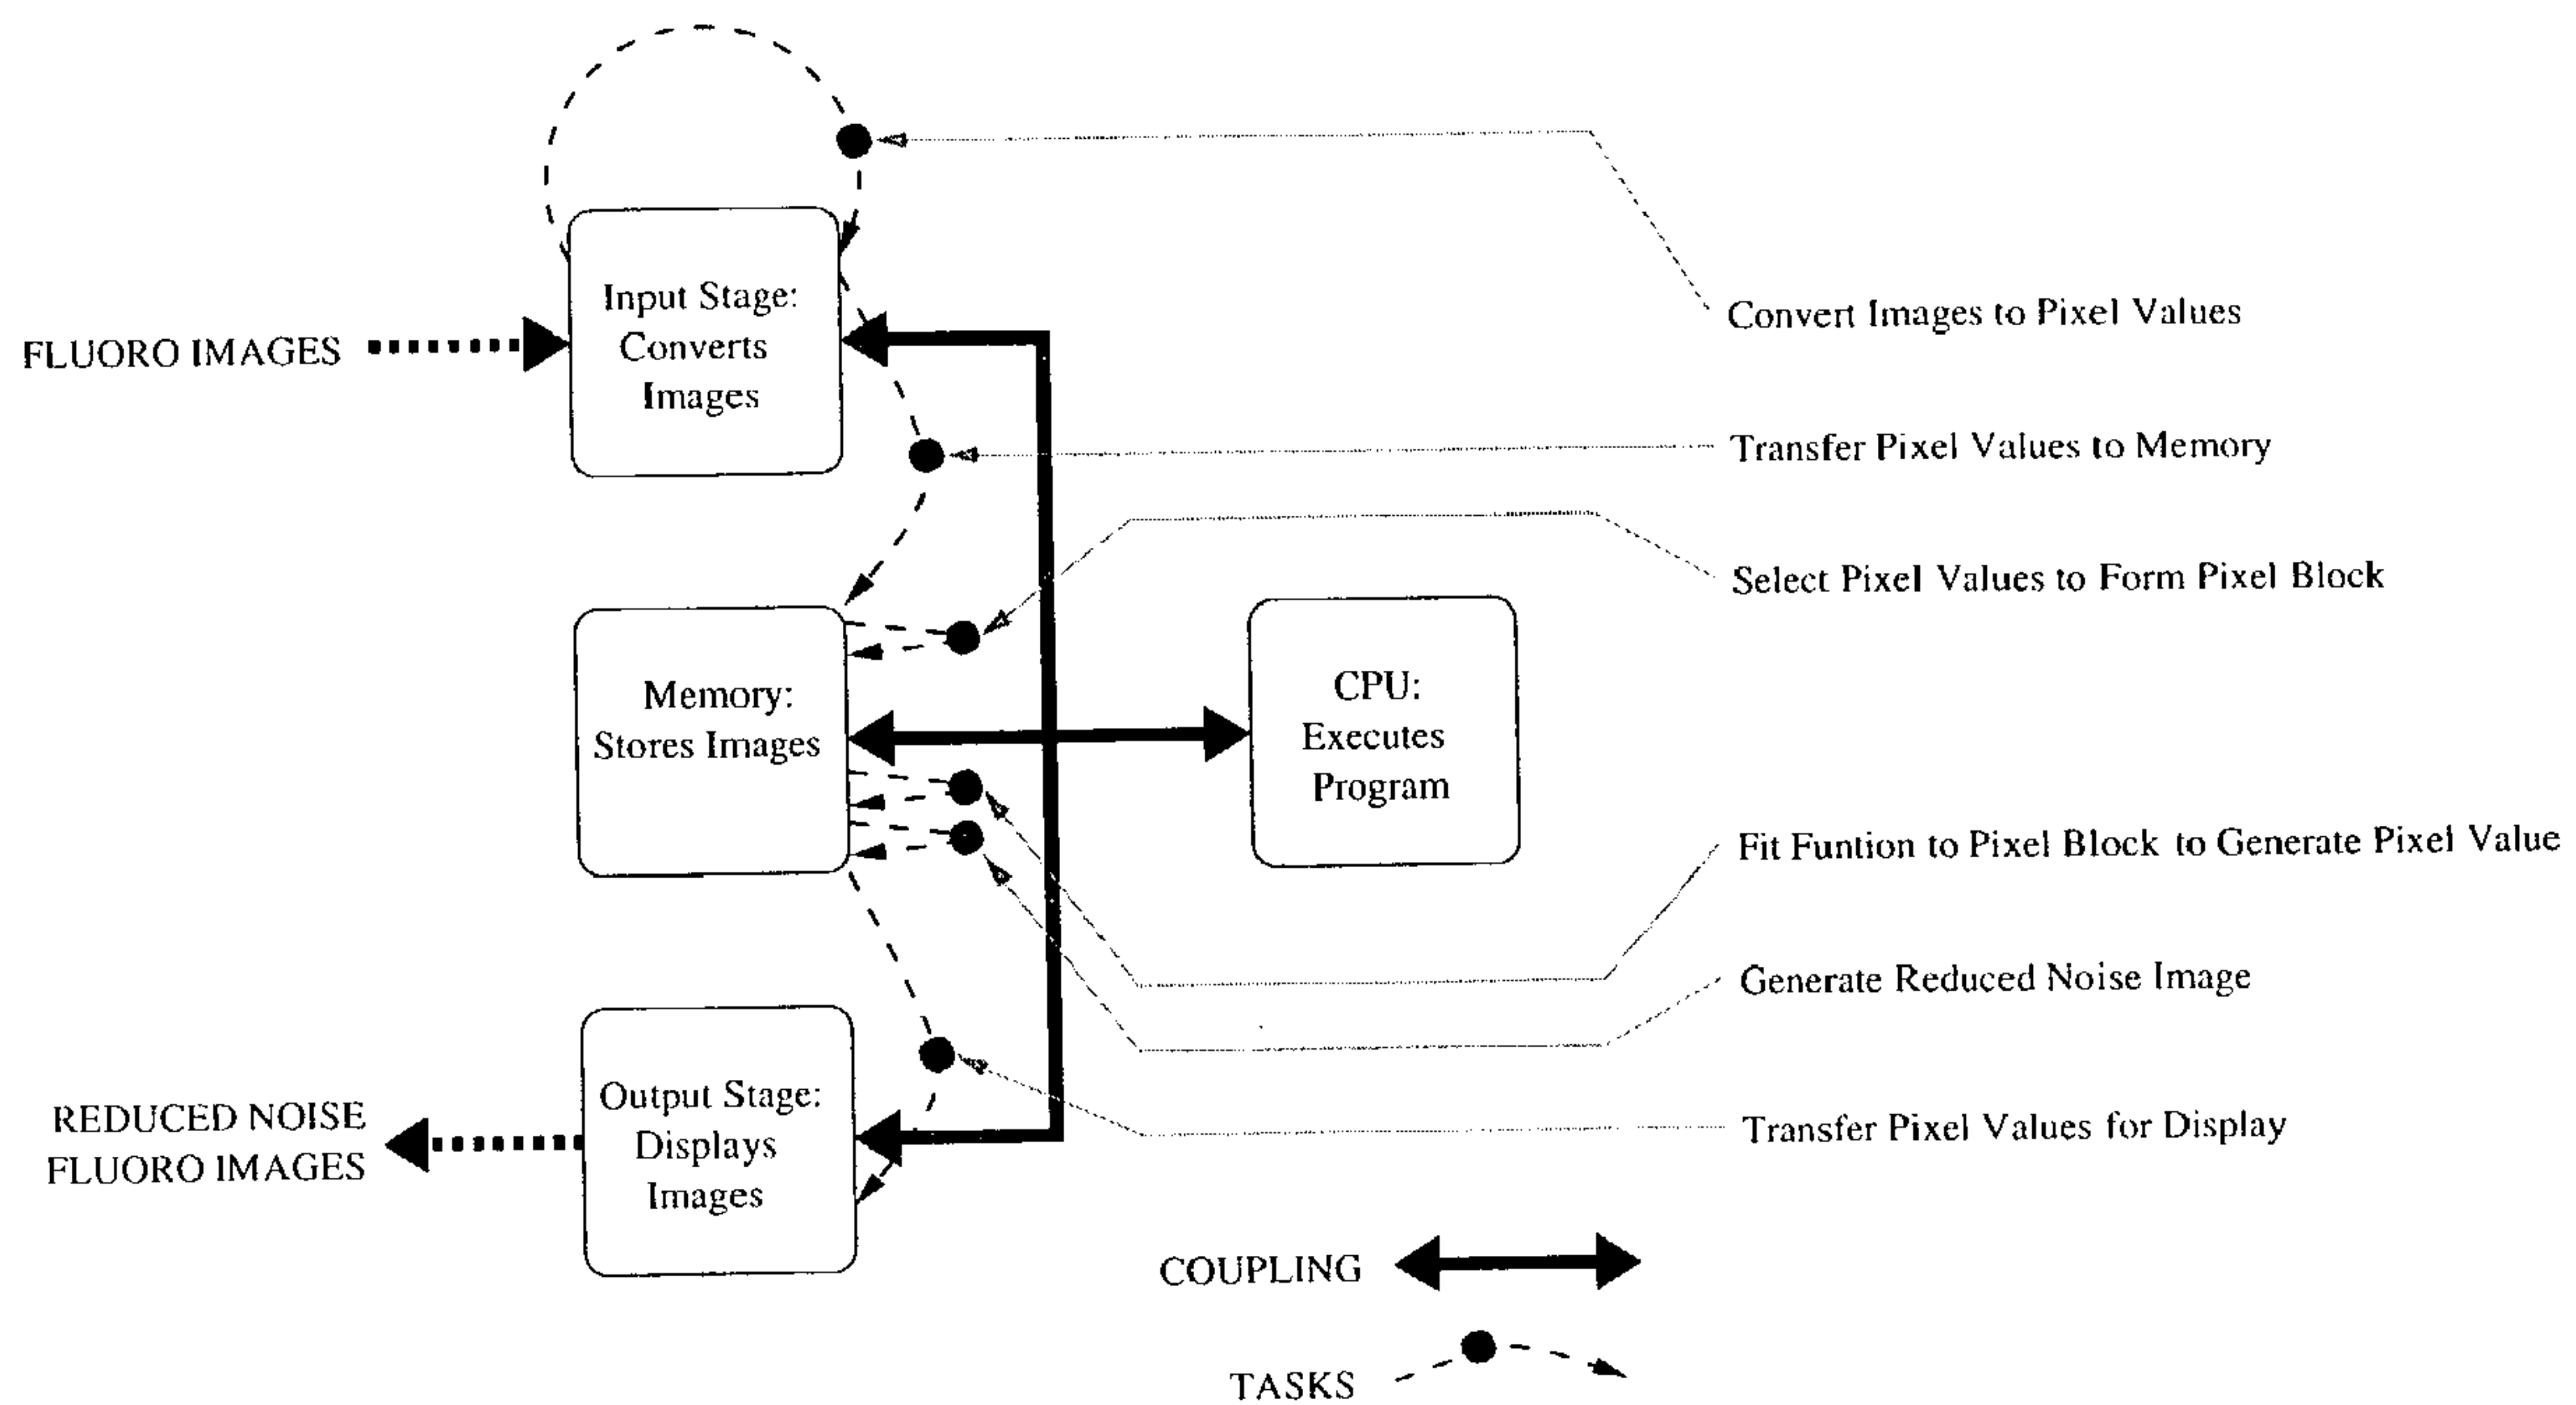 Input Stage:
Converts
Images
FLUORO IMAGES
Convert Images to Pixel Values
Transfer Pixel Values to Memory
Select Pixel Values to Form Pixel Block
Memory:
Stores Images
CPU:
Executes
Program
Fit Funtion to Pixel Block to Generate Pixel Value
Generate Reduced Noise Image
Output Stage:
Displays
Images
REDUCED NOISE
FLUORO IMAGES
Transfer Pixel Values for Display
COUPLING
TASKS